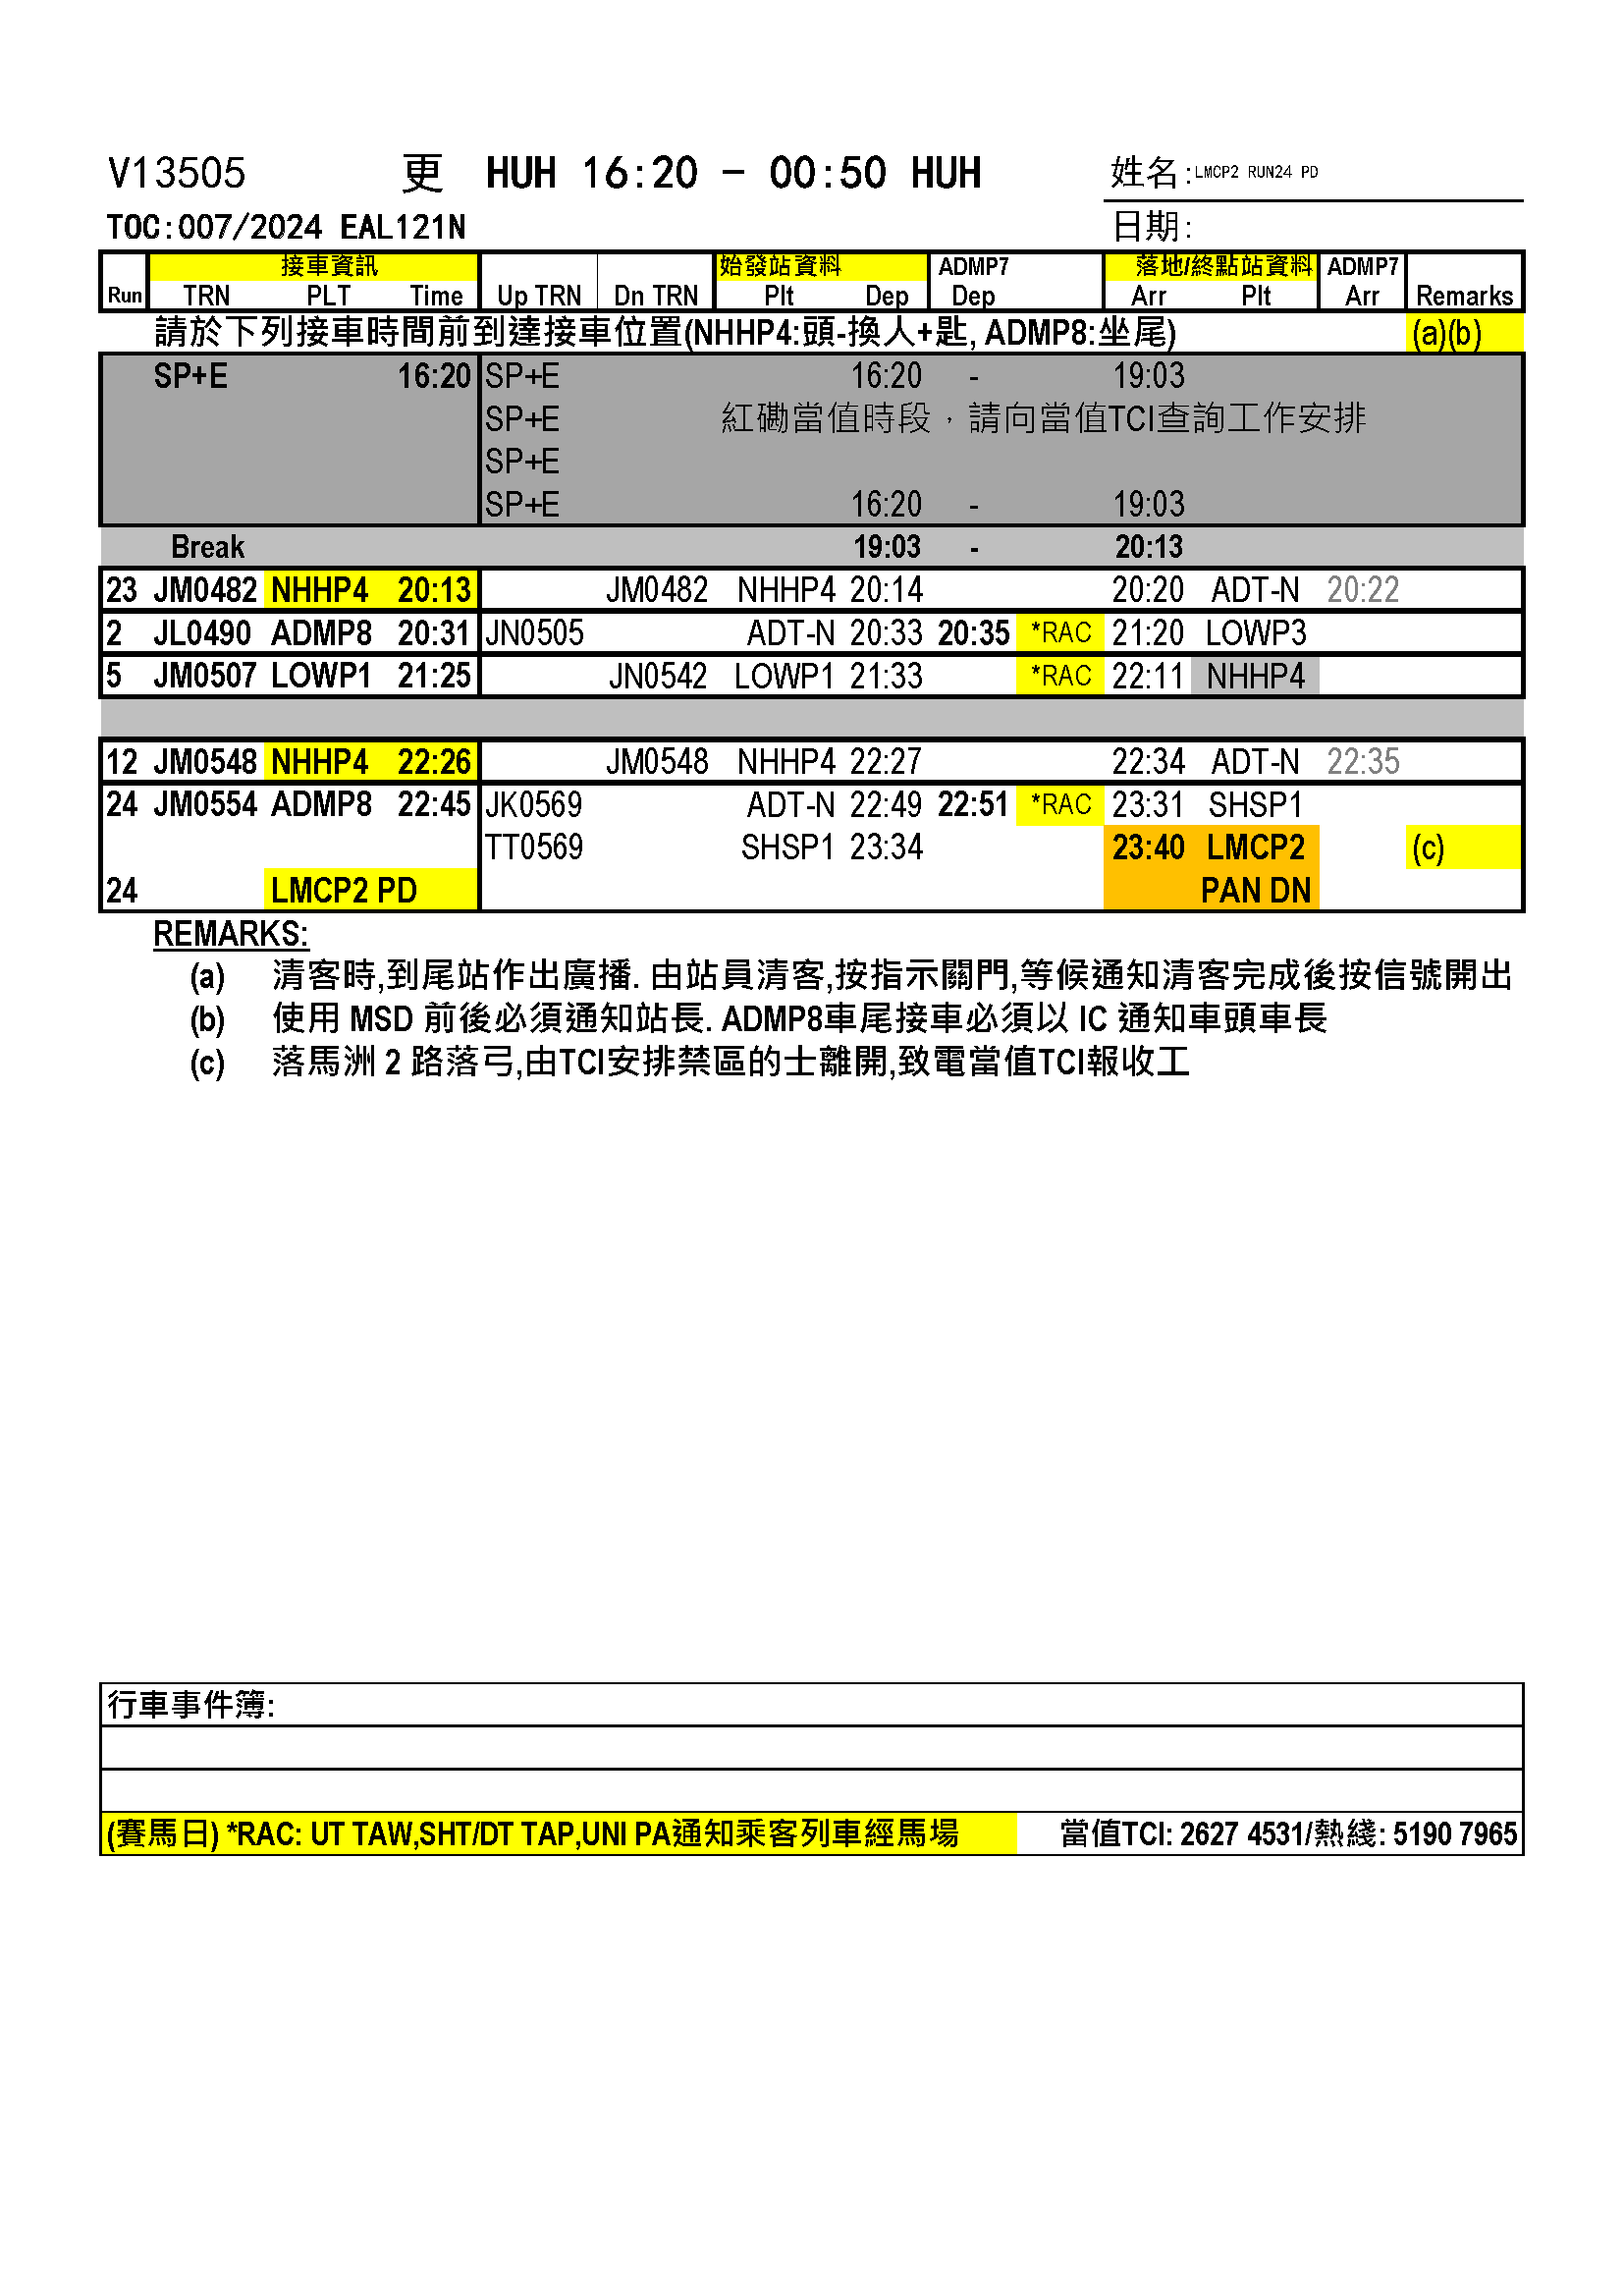 V13505 更 HUH 16:20 - 00:50 HUH 姓名:LMCP2 RUN24 PD
TOC:007/2024 EAL121N 日期:
接車資訊 始發站資料 ADMP7 落地/終點站資料 ADMP7
Run TRN PLT Time Up TRN Dn TRN Plt Dep Dep Arr Plt Arr Remarks
請於下列接車時間前到達接車位置(NHHP4:頭-換人+匙, ADMP8:坐尾) (a)(b)
SP+E 16:20 SP+E 16:20 - 19:03
SP+E 紅磡當值時段，請向當值TCI查詢工作安排
SP+E
SP+E 16:20 - 19:03
Break 19:03 - 20:13
23 JM0482 NHHP4 20:13 JM0482 NHHP4 20:14 20:20 ADT-N 20:22
2 JL0490 ADMP8 20:31 JN0505 ADT-N 20:33 20:35 *RAC 21:20 LOWP3
5 JM0507 LOWP1 21:25 JN0542 LOWP1 21:33 *RAC 22:11 NHHP4
12 JM0548 NHHP4 22:26 JM0548 NHHP4 22:27 22:34 ADT-N 22:35
24 JM0554 ADMP8 22:45 JK0569 ADT-N 22:49 22:51 *RAC 23:31 SHSP1
TT0569 SHSP1 23:34 23:40 LMCP2 (c)
24 LMCP2 PD PAN DN
REMARKS:
(a) 清客時,到尾站作出廣播. 由站員清客,按指示關門,等候通知清客完成後按信號開出
(b) 使用 MSD 前後必須通知站長. ADMP8車尾接車必須以 IC 通知車頭車長
(c) 落馬洲 2 路落弓,由TCI安排禁區的士離開,致電當值TCI報收工
行車事件簿:
(賽馬日) *RAC: UT TAW,SHT/DT TAP,UNI PA通知乘客列車經馬場 當值TCI: 2627 4531/熱綫: 5190 7965